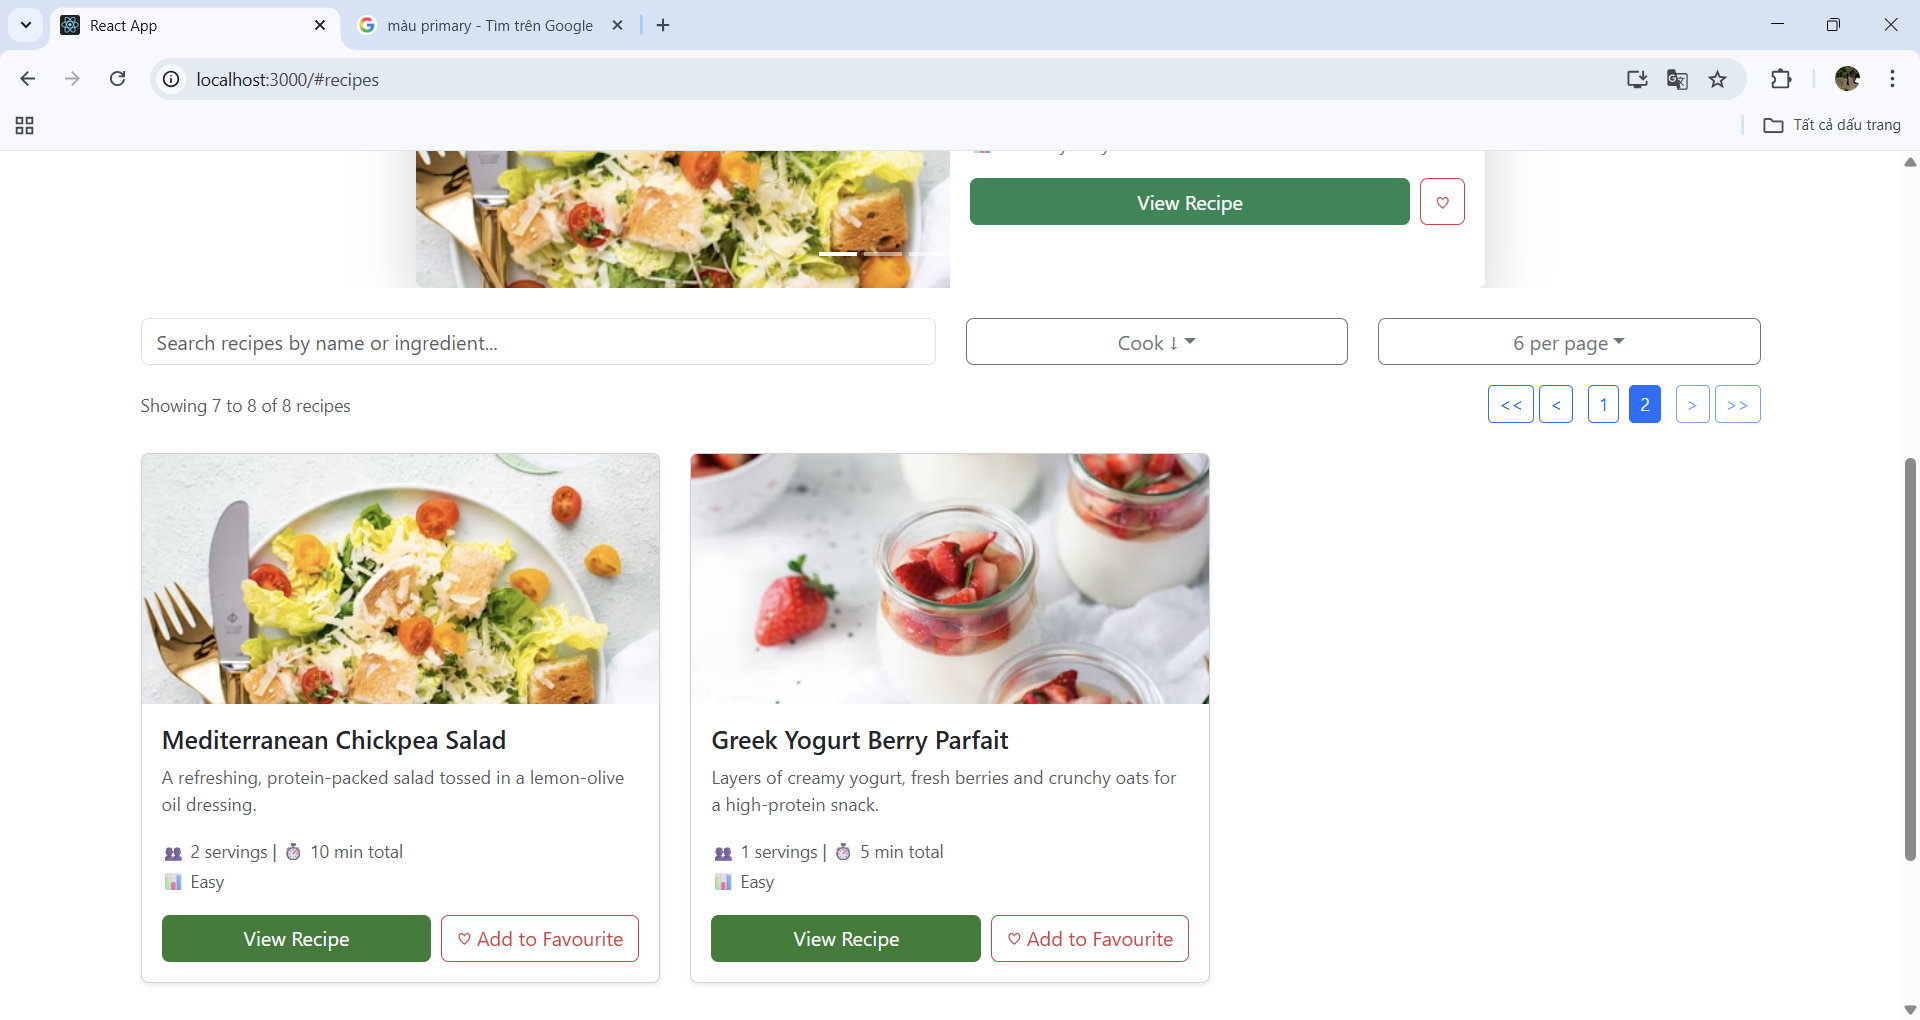 React App
màu primary - Tìm trên Google
localhost:3000/#recipes
Tất cả dấu trang
View Recipe
♡
Search recipes by name or ingredient...
Cook ↓
6 per page
Showing 7 to 8 of 8 recipes
<< < 1 2 > >>
Mediterranean Chickpea Salad
A refreshing, protein-packed salad tossed in a lemon-olive
oil dressing.
👥 2 servings | ⏱️ 10 min total
📊 Easy
View Recipe
♡ Add to Favourite
Greek Yogurt Berry Parfait
Layers of creamy yogurt, fresh berries and crunchy oats for
a high-protein snack.
👥 1 servings | ⏱️ 5 min total
📊 Easy
View Recipe
♡ Add to Favourite